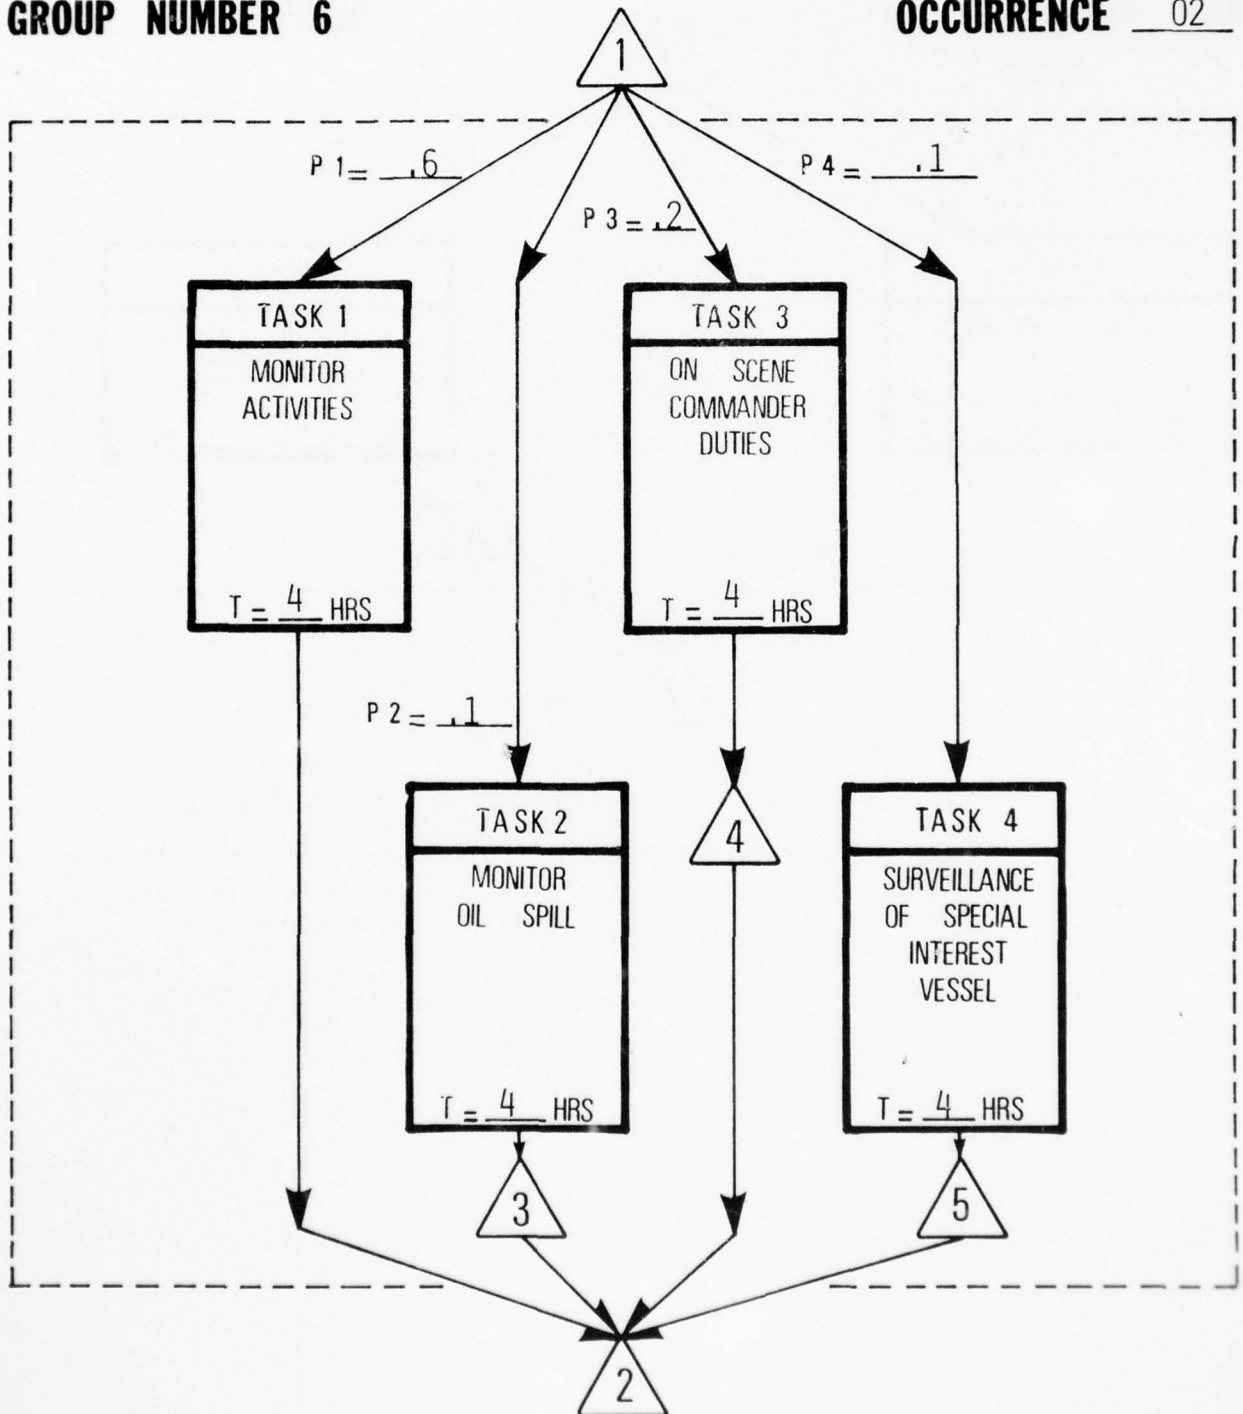 GROUP NUMBER 6
OCCURRENCE 02
1
P 1 = .6
P 4 = .1
P 3 = .2
TASK 1
MONITOR
ACTIVITIES
T = 4 HRS
TASK 3
ON SCENE
COMMANDER
DUTIES
T = 4 HRS
P 2 = .1
TASK 2
MONITOR
OIL SPILL
T = 4 HRS
4
TASK 4
SURVEILLANCE
OF SPECIAL
INTEREST
VESSEL
T = 4 HRS
3
5
2